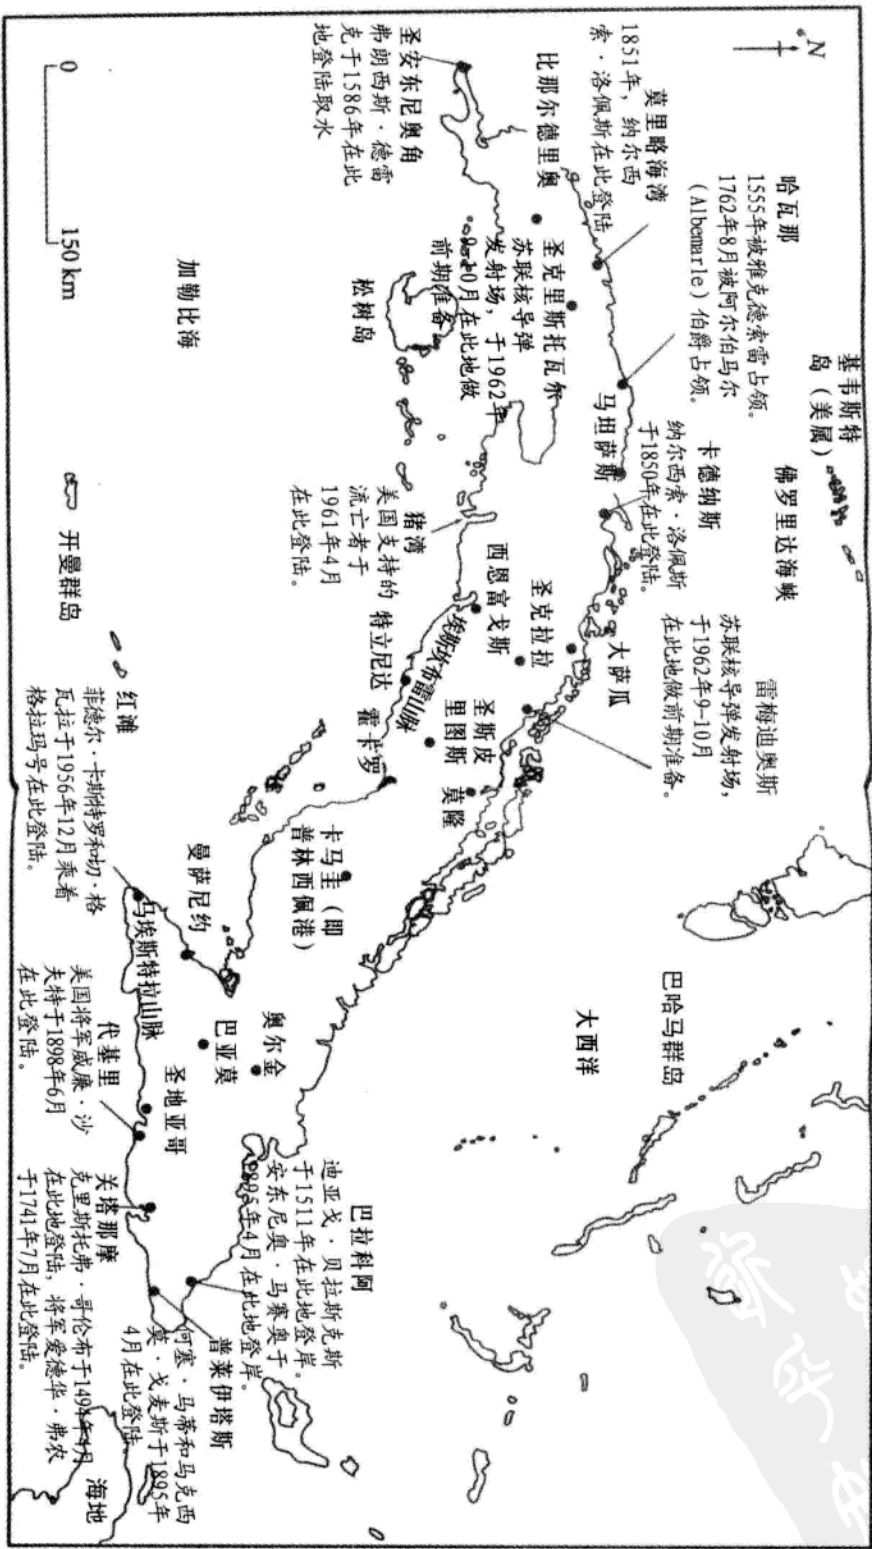 N
基韦斯特
岛（美属）
佛罗里达海峡
哈瓦那
1555年被雅克德索雷占领。
1762年8月被阿尔伯马尔
（Albemarle）伯爵占领。
莫里略海湾
1851年，纳尔西
索·洛佩斯在此登陆
比那尔德里奥
圣安东尼奥角
弗朗西斯·德雷
克于1586年在此
地登陆取水
0
150 km
圣克里斯托瓦尔
苏联核导弹
发射场，于1962年
9-10月在此地做
前期准备
松树岛
加勒比海
马坦萨斯
卡德纳斯
纳尔西索·洛佩斯
于1850年在此登陆。
猪湾
美国支持的
流亡者于
1961年4月
在此登陆。
开曼群岛
西恩富戈斯
圣克拉拉
大萨瓜
雷梅迪奥斯
苏联核导弹发射场，
于1962年9-10月
在此地做前期准备。
特立尼达
埃斯坎布雷山脉
圣斯皮
里图斯
霍卡罗
莫隆
卡马圭（即
普林西佩港）
红滩
菲德尔·卡斯特罗和切·格
瓦拉于1956年12月乘着
格拉玛号在此登陆。
曼萨尼约
马埃斯特拉山脉
巴哈马群岛
大西洋
奥尔金
巴亚莫
圣地亚哥
代基里
美国将军威廉·沙
夫特于1898年6月
在此登陆。
关塔那摩
克里斯托弗·哥伦布于1494年4月
在此地登陆，将军爱德华·弗农
于1741年7月在此登陆。
巴拉科阿
迪亚戈·贝拉斯克斯
于1511年在此地登岸。
安东尼奥·马赛奥于
1895年4月在此地登岸。
普莱伊塔斯
何塞·马蒂和马克西
莫·戈麦斯于1895年
4月在此登陆
海地